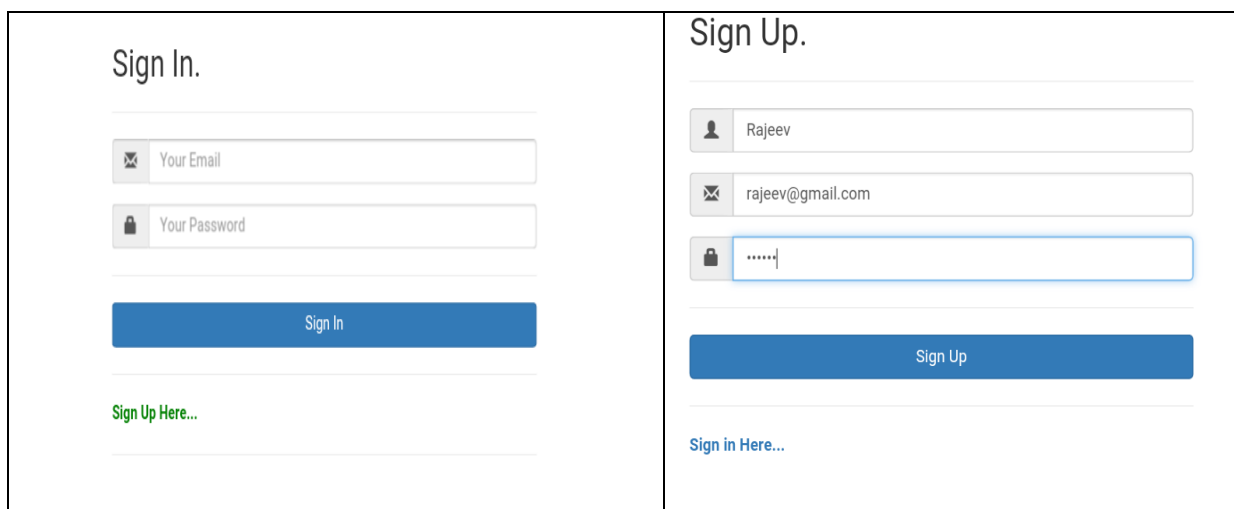 Sign In.
Your Email
Your Password
Sign In
Sign Up Here...
Sign Up.
Rajeev
rajeev@gmail.com
••••••
Sign Up
Sign in Here...